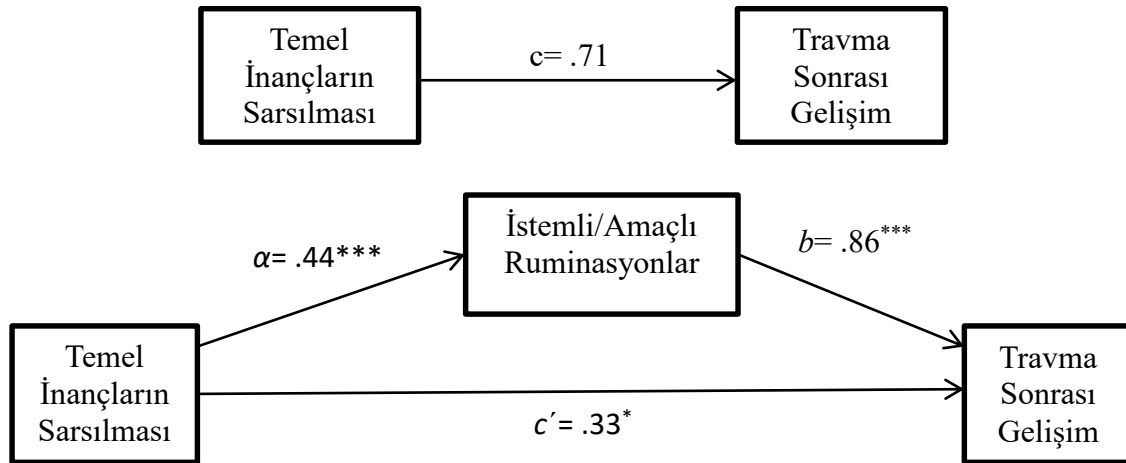 Temel
İnançların
Sarsılması
c= .71
Travma
Sonrası
Gelişim
İstemli/Amaçlı
Ruminasyonlar
α= .44***
b= .86***
Temel
İnançların
Sarsılması
c´= .33*
Travma
Sonrası
Gelişim